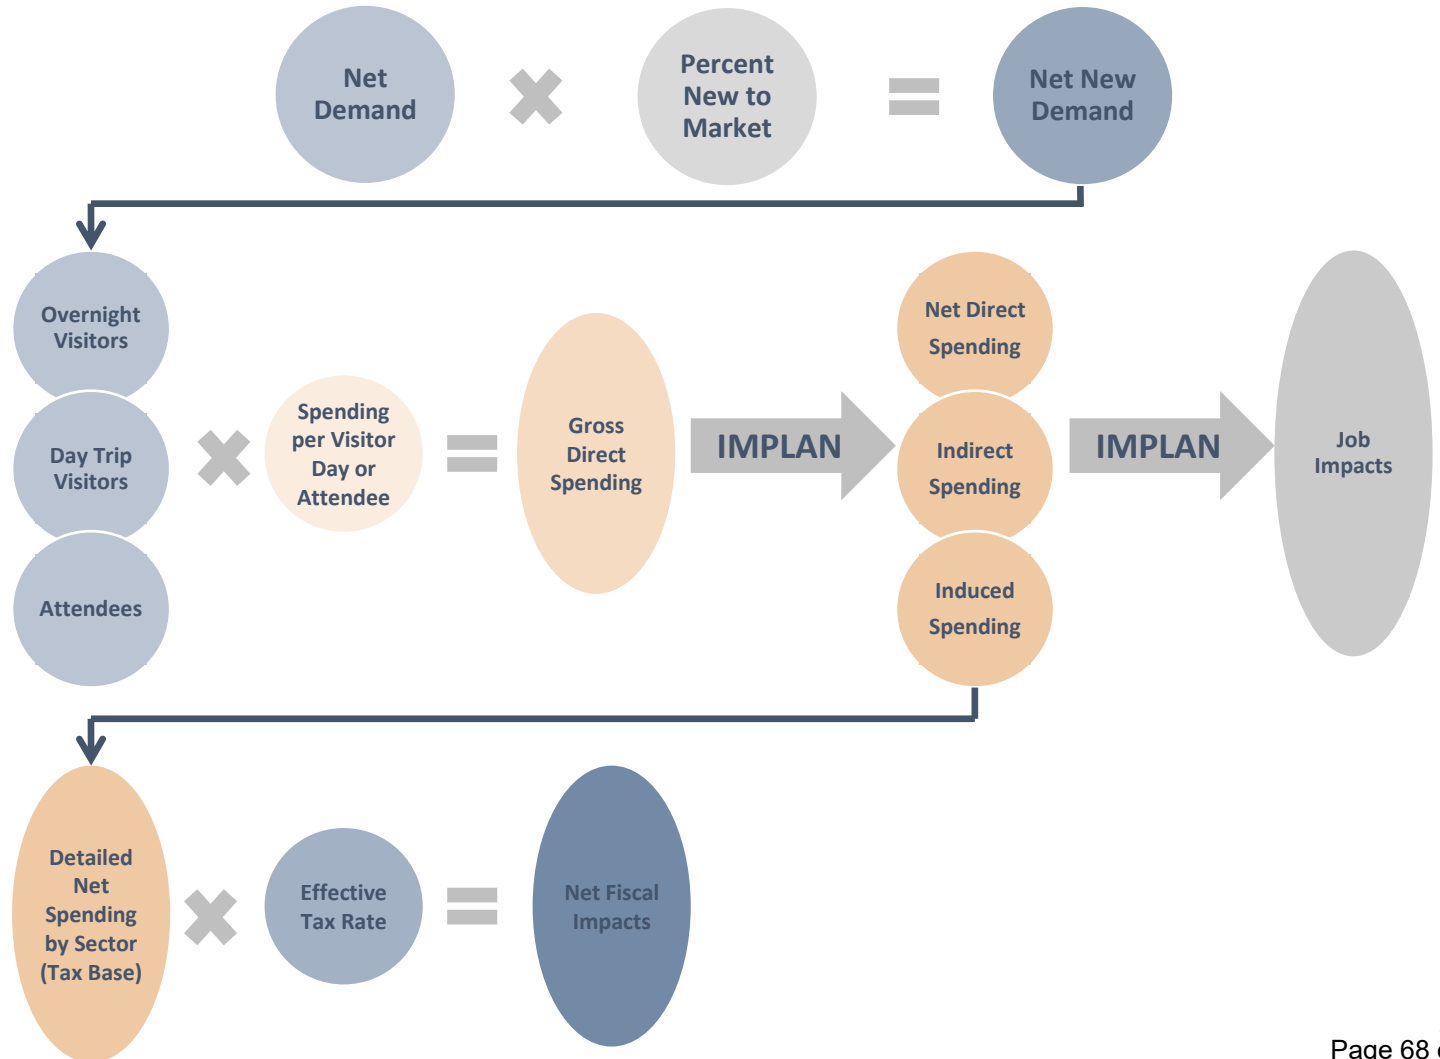 Net
Demand
Percent
New to
Market
Net New
Demand
Overnight
Visitors
Day Trip
Visitors
Attendees
Spending
per Visitor
Day or
Attendee
Gross
Direct
Spending
IMPLAN
Net Direct
Spending
Indirect
Spending
Induced
Spending
IMPLAN
Job
Impacts
Detailed
Net
Spending
by Sector
(Tax Base)
Effective
Tax Rate
Net Fiscal
Impacts
Page 68